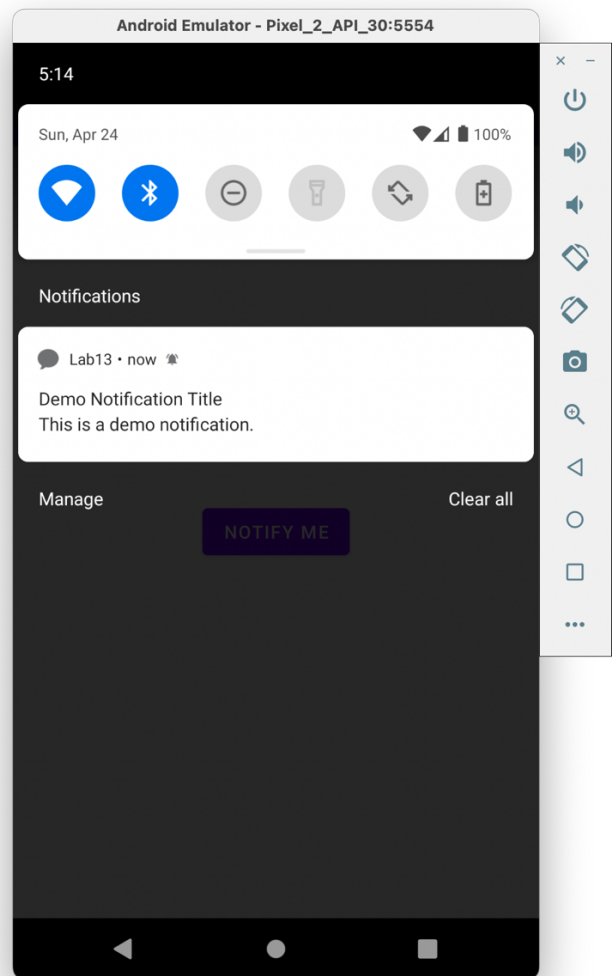 Android Emulator - Pixel_2_API_30:5554
5:14
Sun, Apr 24
100%
Notifications
Lab13 • now
Demo Notification Title
This is a demo notification.
Manage
Clear all
NOTIFY ME